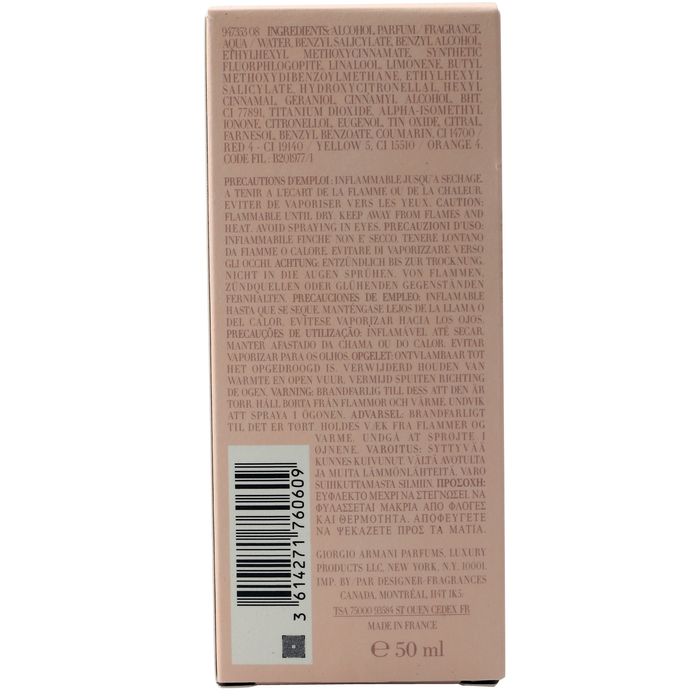 947353 08 INGREDIENTS: ALCOHOL, PARFUM / FRAGRANCE,
AQUA / WATER, BENZYL SALICYLATE, BENZYL ALCOHOL,
ETHYLHEXYL METHOXYCINNAMATE, SYNTHETIC
FLUORPHLOGOPITE, LINALOOL, LIMONENE, BUTYL
METHOXYDIBENZOYLMETHANE, ETHYLHEXYL
SALICYLATE, HYDROXYCITRONELLAL, HEXYL
CINNAMAL, GERANIOL, CINNAMYL ALCOHOL, BHT,
CI 77891, TITANIUM DIOXIDE, ALPHA-ISOMETHYL
IONONE, CITRONELLOL, EUGENOL, TIN OXIDE, CITRAL,
FARNESOL, BENZYL BENZOATE, COUMARIN, CI 14700 /
RED 4 - CI 19140 / YELLOW 5, CI 15510 / ORANGE 4.
CODE FIL : B201977/1
PRECAUTIONS D'EMPLOI : INFLAMMABLE JUSQU'A SECHAGE.
A TENIR A L'ECART DE LA FLAMME OU DE LA CHALEUR.
EVITER DE VAPORISER VERS LES YEUX. CAUTION:
FLAMMABLE UNTIL DRY. KEEP AWAY FROM FLAMES AND
HEAT. AVOID SPRAYING IN EYES. PRECAUZIONI D'USO:
INFIAMMABILE FINCHE' NON E' SECCO. TENERE LONTANO
DA FIAMME O CALORE. EVITARE DI VAPORIZZARE VERSO
GLI OCCHI. ACHTUNG: ENTZÜNDLICH BIS ZUR TROCKNUNG.
NICHT IN DIE AUGEN SPRÜHEN. VON FLAMMEN,
ZÜNDQUELLEN ODER GLÜHENDEN GEGENSTÄNDEN
FERNHALTEN. PRECAUCIONES DE EMPLEO: INFLAMABLE
HASTA QUE SE SEQUE. MANTÉNGASE LEJOS DE LA LLAMA O
DEL CALOR. EVÍTESE VAPORIZAR HACIA LOS OJOS.
PRECAUÇÕES DE UTILIZAÇÃO: INFLAMÁVEL ATÉ SECAR.
MANTER AFASTADO DA CHAMA OU DO CALOR. EVITAR
VAPORIZAR PARA OS OLHOS. OPGELET: ONTVLAMBAAR TOT
HET OPGEDROOGD IS. VERWIJDERD HOUDEN VAN
WARMTE EN OPEN VUUR. VERMIJD SPUITEN RICHTING
DE OGEN. VARNING: BRANDFARLIG TILL DESS ATT DEN ÄR
TORR. HÅLL BORTA FRÅN FLAMMOR OCH VÄRME. UNDVIK
ATT SPRAYA I ÖGONEN. ADVARSEL: BRANDFARLIGT
TIL DET ER TØRT. HOLDES VÆK FRA FLAMMER OG
VARME. UNDGÅ AT SPRØJTE I
ØJNENE. VAROITUS: SYTTYVÄÄ
KUNNES KUIVUNUT. VÄLTÄ AVOTULTA
JA MUITA LÄMMÖNLÄHTEITÄ. VARO
SUIHKUTTAMASTA SILMIIN. ΠΡΟΣΟΧΗ:
ΕΥΦΛΕΚΤΟ ΜΕΧΡΙ ΝΑ ΣΤΕΓΝΩΣΕΙ. ΝΑ
ΦΥΛΑΣΣΕΤΑΙ ΜΑΚΡΙΑ ΑΠΟ ΦΛΟΓΕΣ
ΚΑΙ ΘΕΡΜΟΤΗΤΑ. ΑΠΟΦΕΥΓΕΤΕ
ΝΑ ΨΕΚΑΖΕΤΕ ΠΡΟΣ ΤΑ ΜΑΤΙΑ.
GIORGIO ARMANI PARFUMS, LUXURY
PRODUCTS LLC, NEW YORK, N.Y. 10001.
IMP. BY / PAR DESIGNER-FRAGRANCES
CANADA, MONTRÉAL, H4T 1K5.
TSA 75000 93584 ST OUEN CEDEX FR
MADE IN FRANCE
℮ 50 ml
3 614271 760609